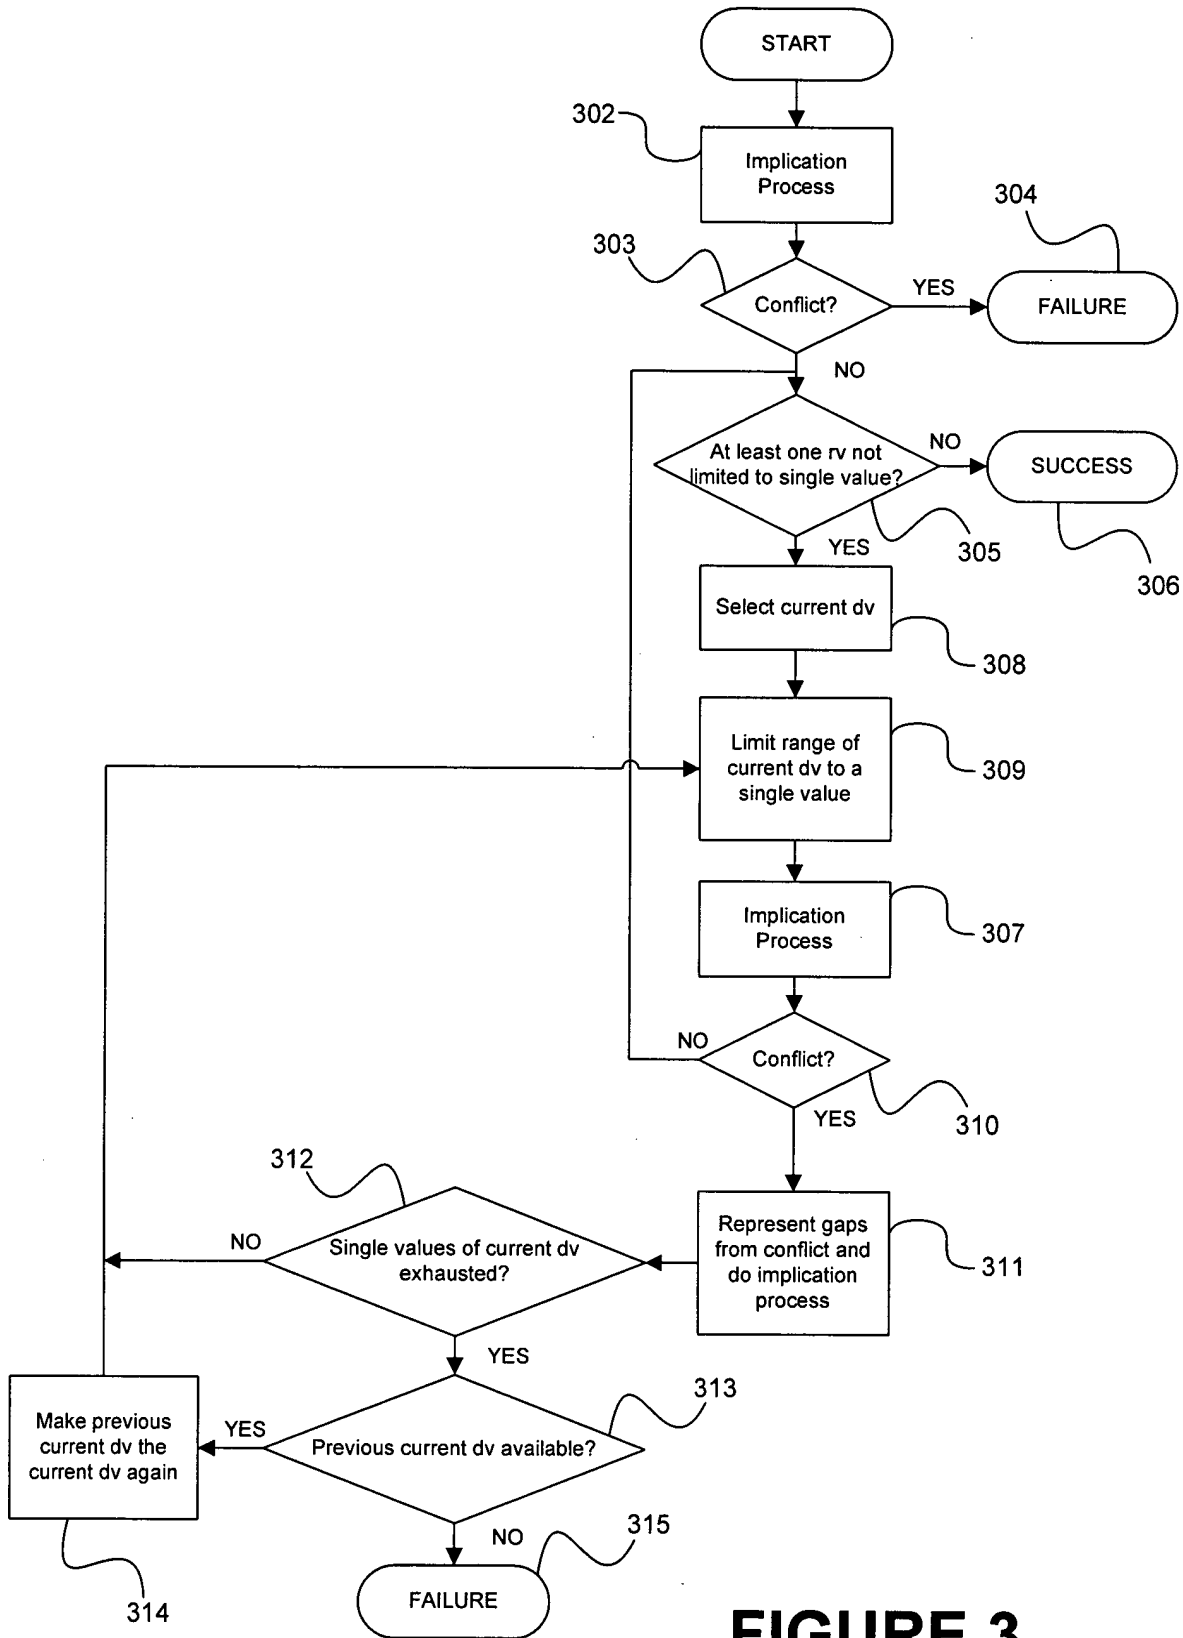 START
302
Implication
Process
304
303
Conflict?
YES
FAILURE
NO
At least one rv not
limited to single value?
NO
SUCCESS
YES
305
306
Select current dv
308
Limit range of
current dv to a
single value
309
Implication
Process
307
NO
Conflict?
YES
310
312
Represent gaps
from conflict and
do implication
process
311
NO
Single values of current dv
exhausted?
YES
313
Make previous
current dv the
current dv again
YES
Previous current dv available?
314
NO
315
FAILURE
FIGURE 3